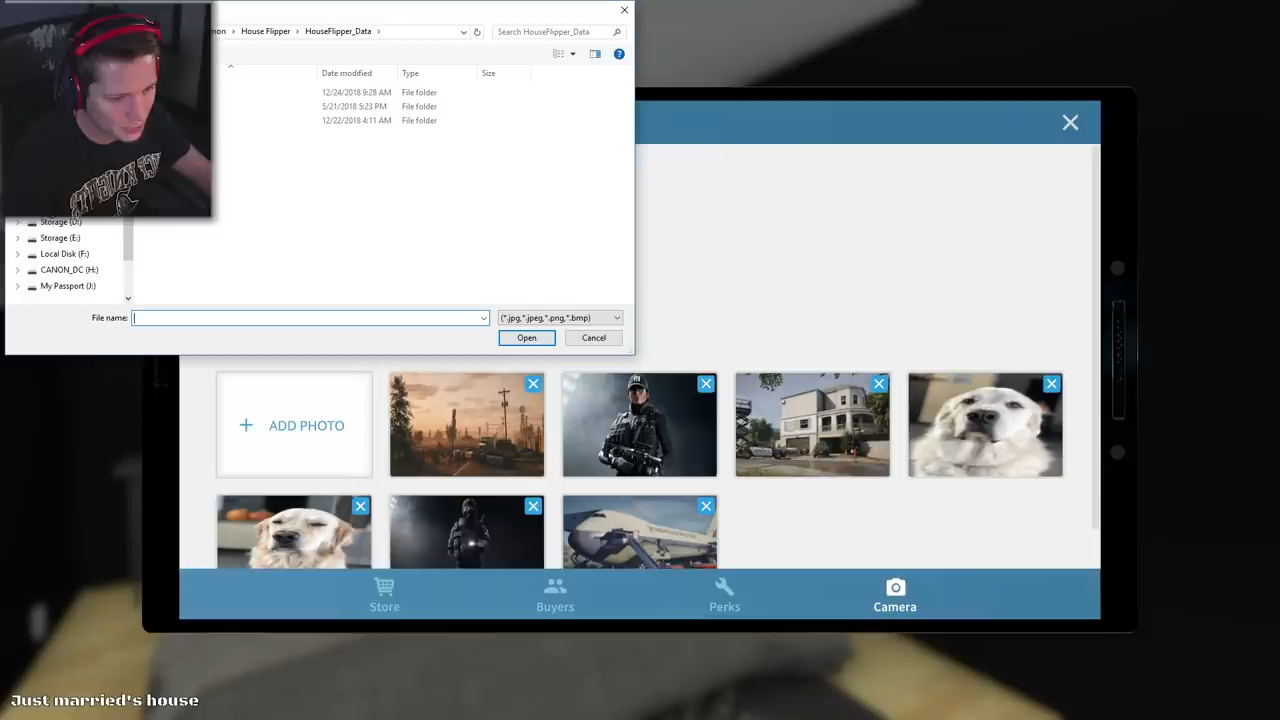 mon > House Flipper > HouseFlipper_Data >
Search HouseFlipper_Data
Date modified Type Size
12/24/2018 9:28 AM File folder
5/21/2018 5:23 PM File folder
12/22/2018 4:11 AM File folder
Storage (D:)
Storage (E:)
Local Disk (F:)
CANON_DC (H:)
My Passport (J:)
File name:
(*.jpg,*.jpeg,*.png,*.bmp)
Open Cancel
+ ADD PHOTO
Store Buyers Perks Camera
Just married's house